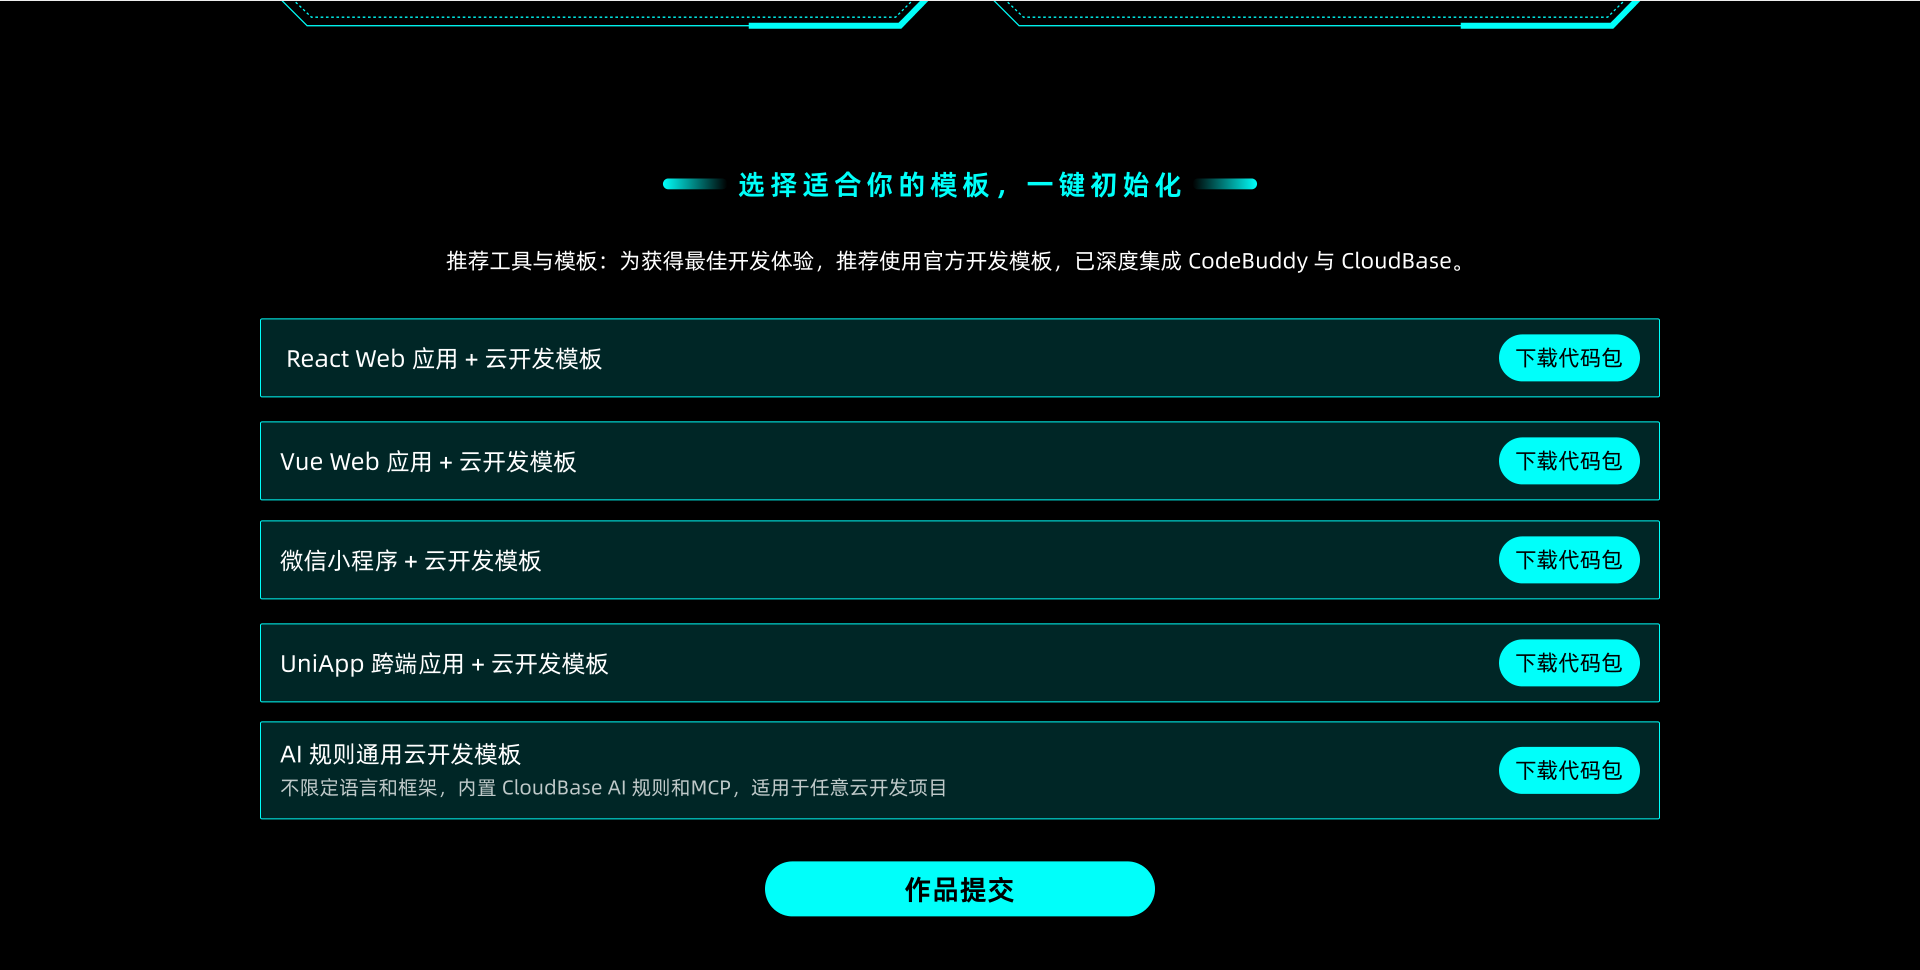 选择适合你的模板，一键初始化
推荐工具与模板：为获得最佳开发体验，推荐使用官方开发模板，已深度集成 CodeBuddy 与 CloudBase。
React Web 应用 + 云开发模板
下载代码包
Vue Web 应用 + 云开发模板
下载代码包
微信小程序 + 云开发模板
下载代码包
UniApp 跨端应用 + 云开发模板
下载代码包
AI 规则通用云开发模板
不限定语言和框架，内置 CloudBase AI 规则和MCP，适用于任意云开发项目
下载代码包
作品提交